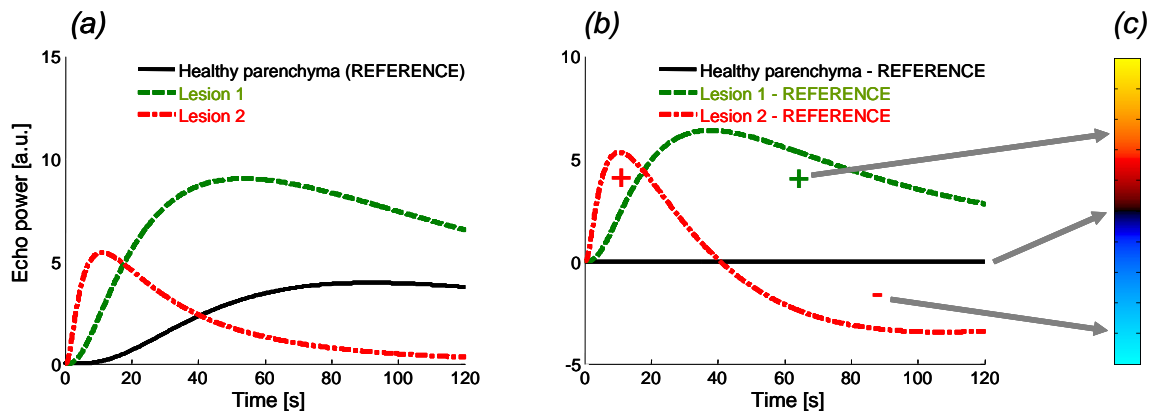 (a)
15
10
5
0
Echo power [a.u.]
Healthy parenchyma (REFERENCE)
Lesion 1
Lesion 2
0 20 40 60 80 100 120
Time [s]
(b)
10
5
0
-5
Healthy parenchyma - REFERENCE
Lesion 1 - REFERENCE
Lesion 2 - REFERENCE
+
+
-
0 20 40 60 80 100 120
Time [s]
(c)